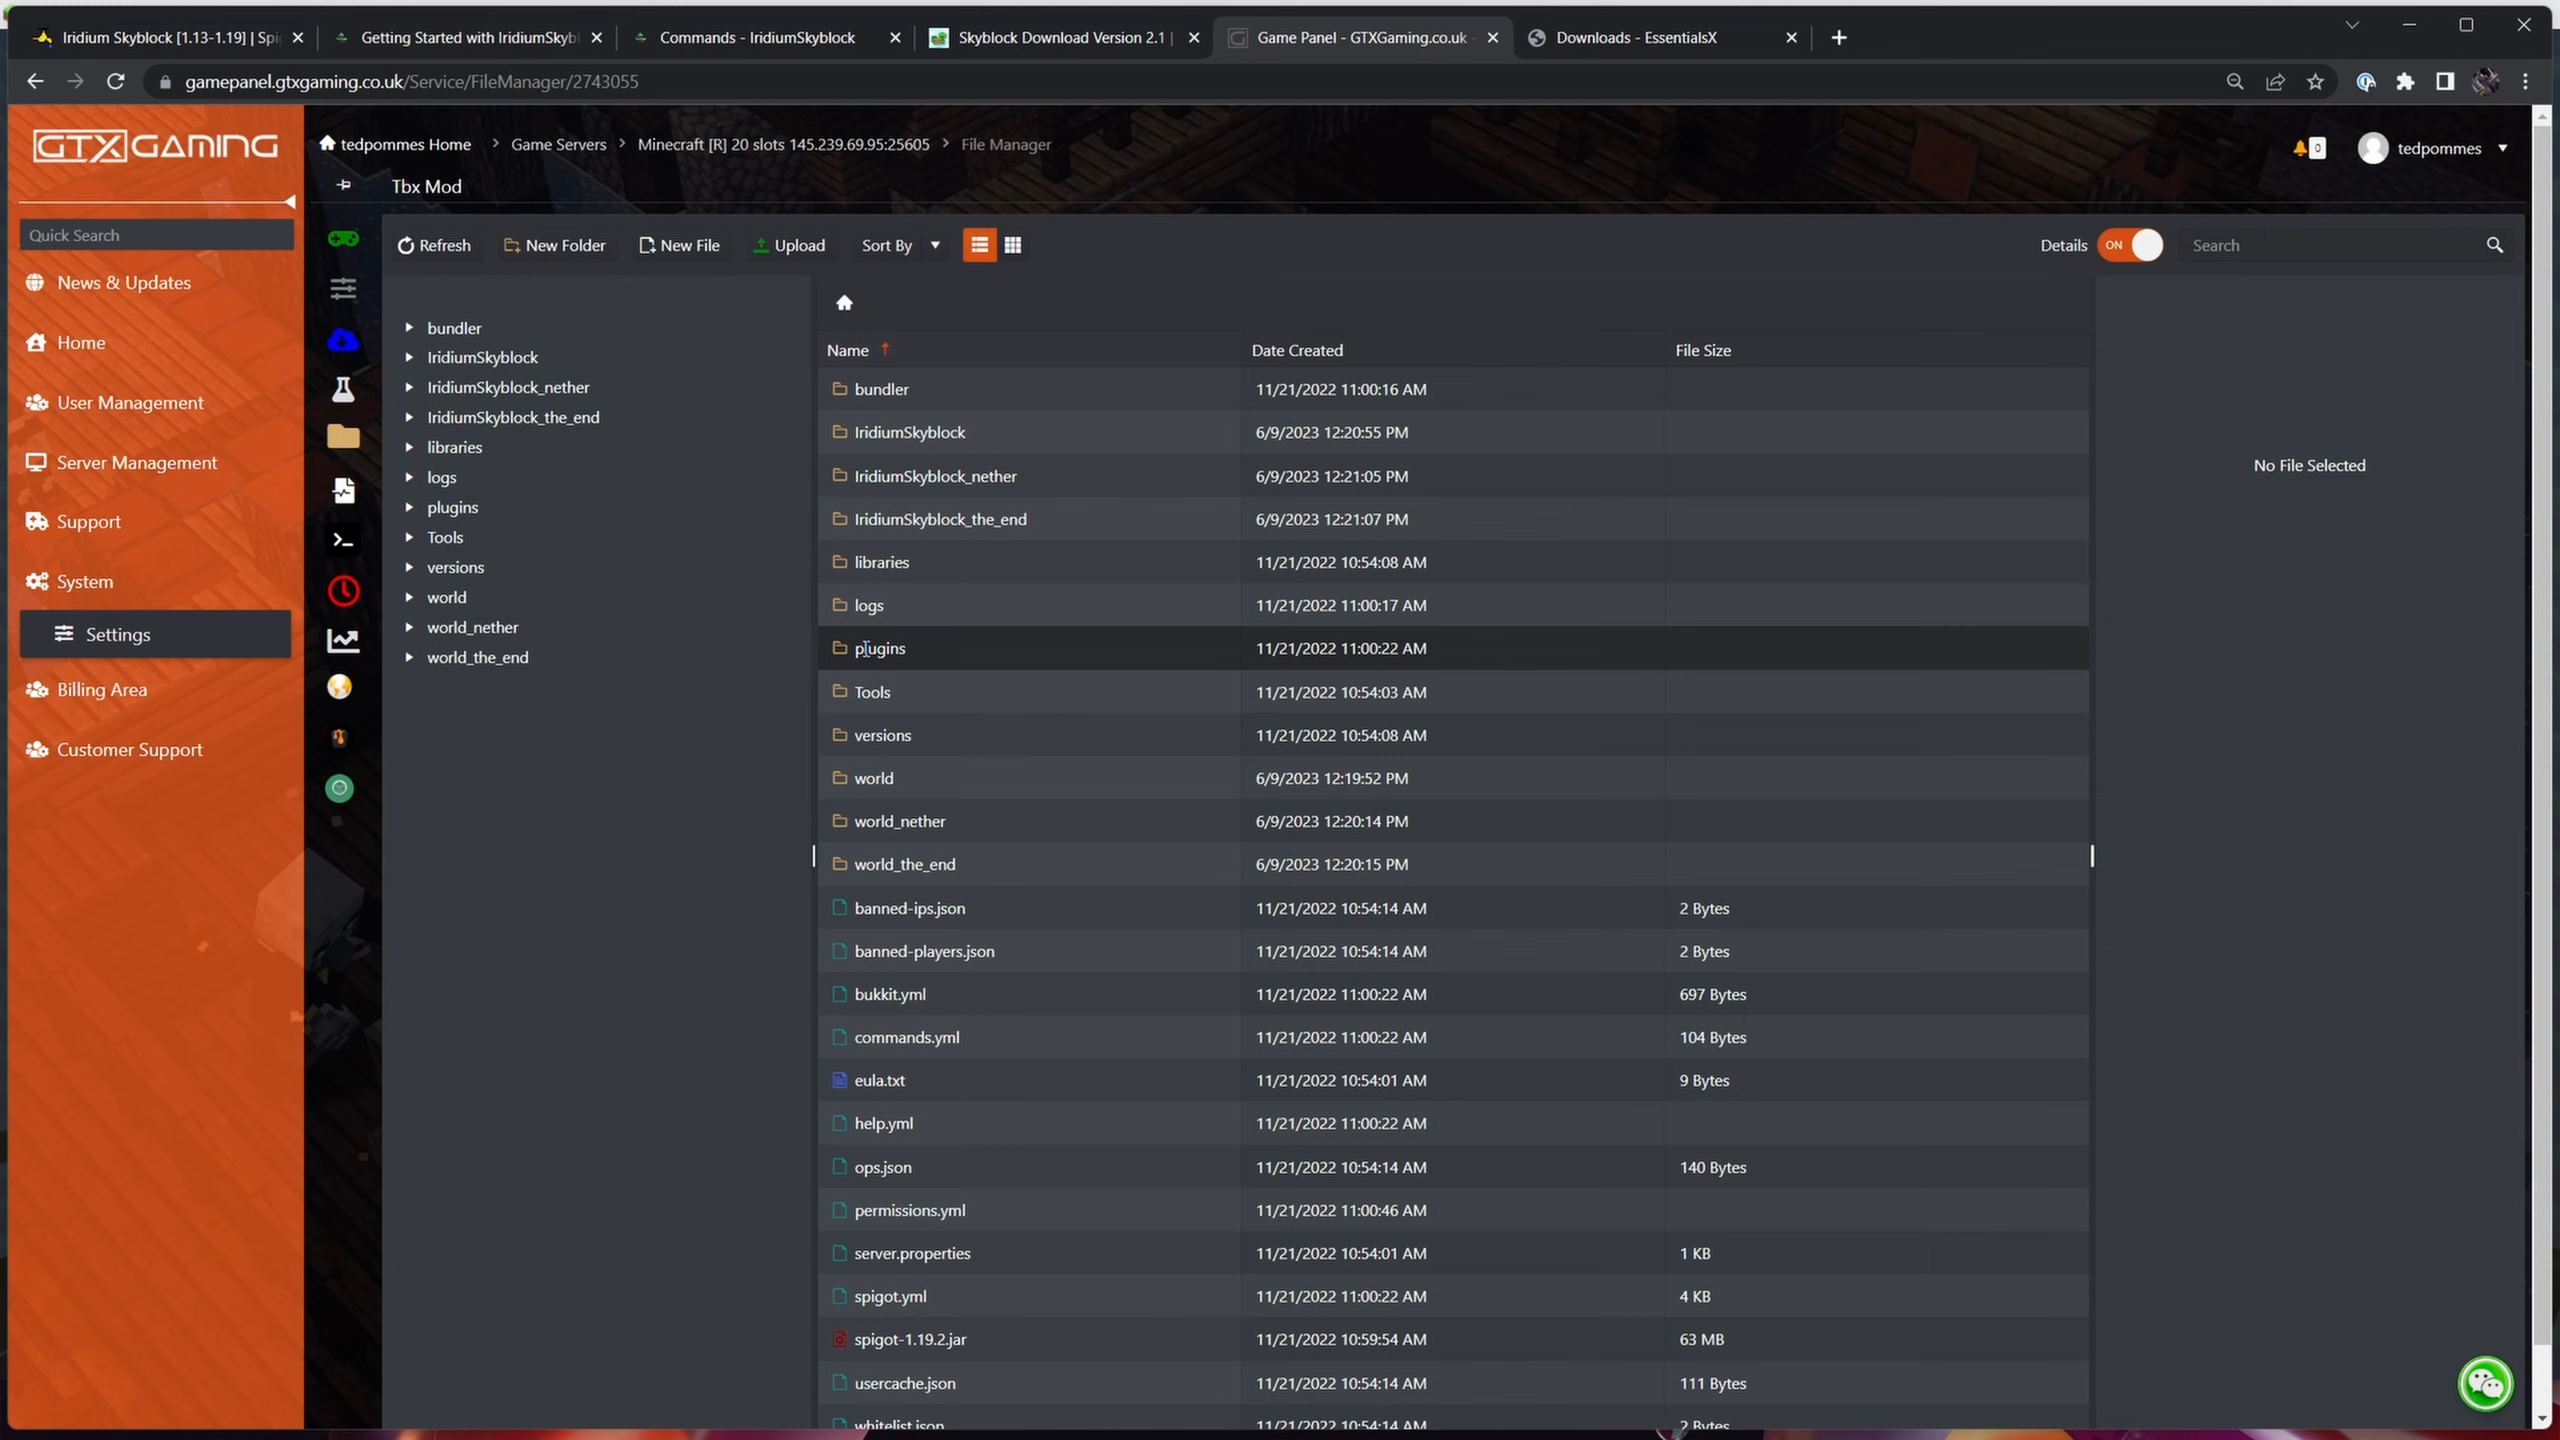 Iridium Skyblock [1.13-1.19] | Spi
Getting Started with IridiumSkybl
Commands - IridiumSkyblock
Skyblock Download Version 2.1 |
Game Panel - GTXGaming.co.uk -
Downloads - EssentialsX
gamepanel.gtxgaming.co.uk/Service/FileManager/2743055
GTXGAMING
tedpommes Home
Game Servers
Minecraft [R] 20 slots 145.239.69.95:25605
File Manager
0
tedpommes
Tbx Mod
Quick Search
News & Updates
Home
User Management
Server Management
Support
System
Settings
Billing Area
Customer Support
Refresh
New Folder
New File
Upload
Sort By
Details
ON
Search
bundler
IridiumSkyblock
IridiumSkyblock_nether
IridiumSkyblock_the_end
libraries
logs
plugins
Tools
versions
world
world_nether
world_the_end
Name Date Created File Size
bundler 11/21/2022 11:00:16 AM
IridiumSkyblock 6/9/2023 12:20:55 PM
IridiumSkyblock_nether 6/9/2023 12:21:05 PM
IridiumSkyblock_the_end 6/9/2023 12:21:07 PM
libraries 11/21/2022 10:54:08 AM
logs 11/21/2022 11:00:17 AM
plugins 11/21/2022 11:00:22 AM
Tools 11/21/2022 10:54:03 AM
versions 11/21/2022 10:54:08 AM
world 6/9/2023 12:19:52 PM
world_nether 6/9/2023 12:20:14 PM
world_the_end 6/9/2023 12:20:15 PM
banned-ips.json 11/21/2022 10:54:14 AM 2 Bytes
banned-players.json 11/21/2022 10:54:14 AM 2 Bytes
bukkit.yml 11/21/2022 11:00:22 AM 697 Bytes
commands.yml 11/21/2022 11:00:22 AM 104 Bytes
eula.txt 11/21/2022 10:54:01 AM 9 Bytes
help.yml 11/21/2022 11:00:22 AM
ops.json 11/21/2022 10:54:14 AM 140 Bytes
permissions.yml 11/21/2022 11:00:46 AM
server.properties 11/21/2022 10:54:01 AM 1 KB
spigot.yml 11/21/2022 11:00:22 AM 4 KB
spigot-1.19.2.jar 11/21/2022 10:59:54 AM 63 MB
usercache.json 11/21/2022 10:54:14 AM 111 Bytes
whitelist.json 11/21/2022 10:54:14 AM 2 Bytes
No File Selected